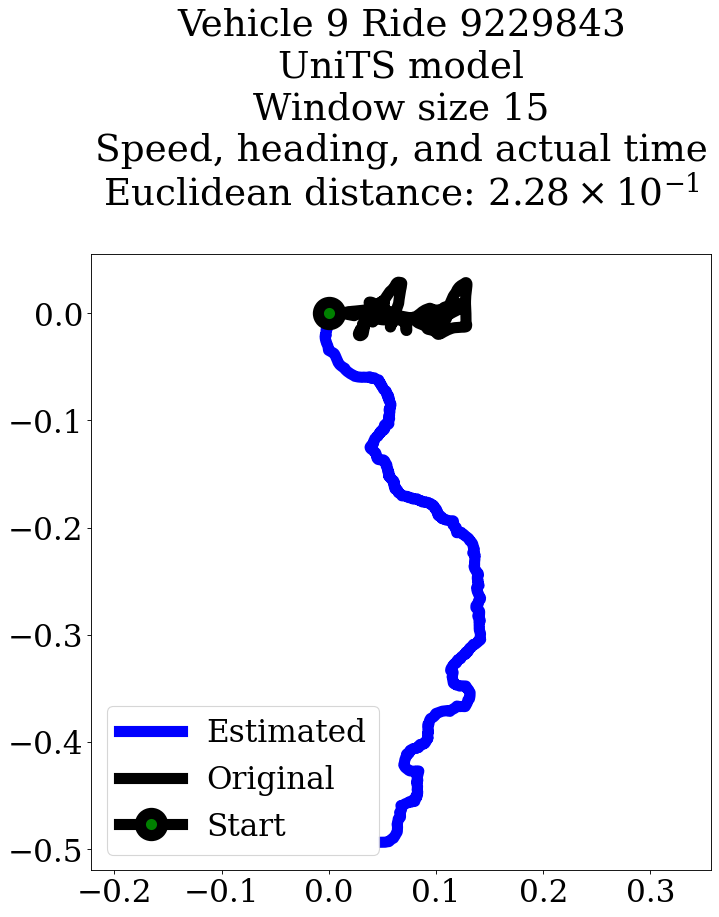 Vehicle 9 Ride 9229843
UniTS model
Window size 15
Speed, heading, and actual time
Euclidean distance: $2.28 \times 10^{-1}$
0.0
−0.1
−0.2
−0.3
−0.4
−0.5
Estimated
Original
Start
−0.2 −0.1 0.0 0.1 0.2 0.3